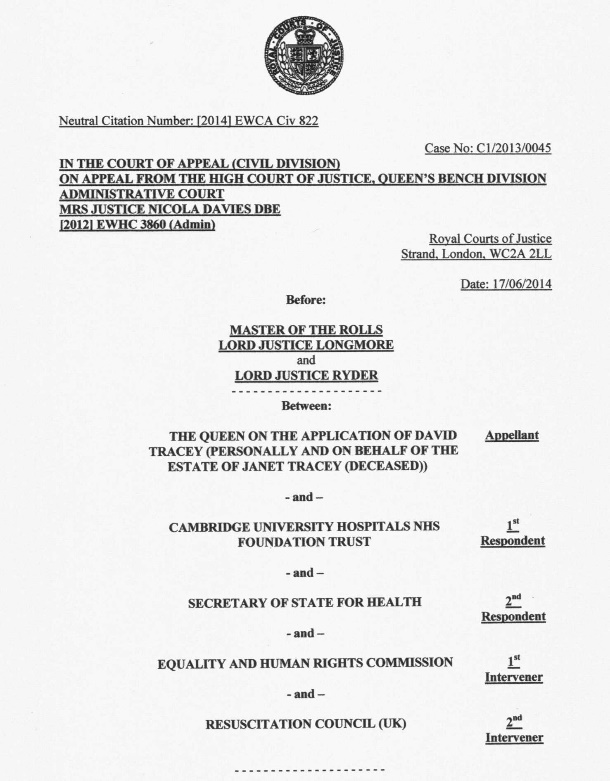 ROYAL · COURTS · OF · JUSTICE
Neutral Citation Number: [2014] EWCA Civ 822
Case No: C1/2013/0045
IN THE COURT OF APPEAL (CIVIL DIVISION)
ON APPEAL FROM THE HIGH COURT OF JUSTICE, QUEEN'S BENCH DIVISION
ADMINISTRATIVE COURT
MRS JUSTICE NICOLA DAVIES DBE
[2012] EWHC 3860 (Admin)
Royal Courts of Justice
Strand, London, WC2A 2LL
Date: 17/06/2014
Before:
MASTER OF THE ROLLS
LORD JUSTICE LONGMORE
and
LORD JUSTICE RYDER
- - - - - - - - - - - - - - - - - - - - -
Between:
THE QUEEN ON THE APPLICATION OF DAVID Appellant
TRACEY (PERSONALLY AND ON BEHALF OF THE
ESTATE OF JANET TRACEY (DECEASED))
- and –
CAMBRIDGE UNIVERSITY HOSPITALS NHS 1st
FOUNDATION TRUST Respondent
- and –
SECRETARY OF STATE FOR HEALTH 2nd
Respondent
- and –
EQUALITY AND HUMAN RIGHTS COMMISSION 1st
Intervener
- and –
RESUSCITATION COUNCIL (UK) 2nd
Intervener
- - - - - - - - - - - - - - - - - - - - -